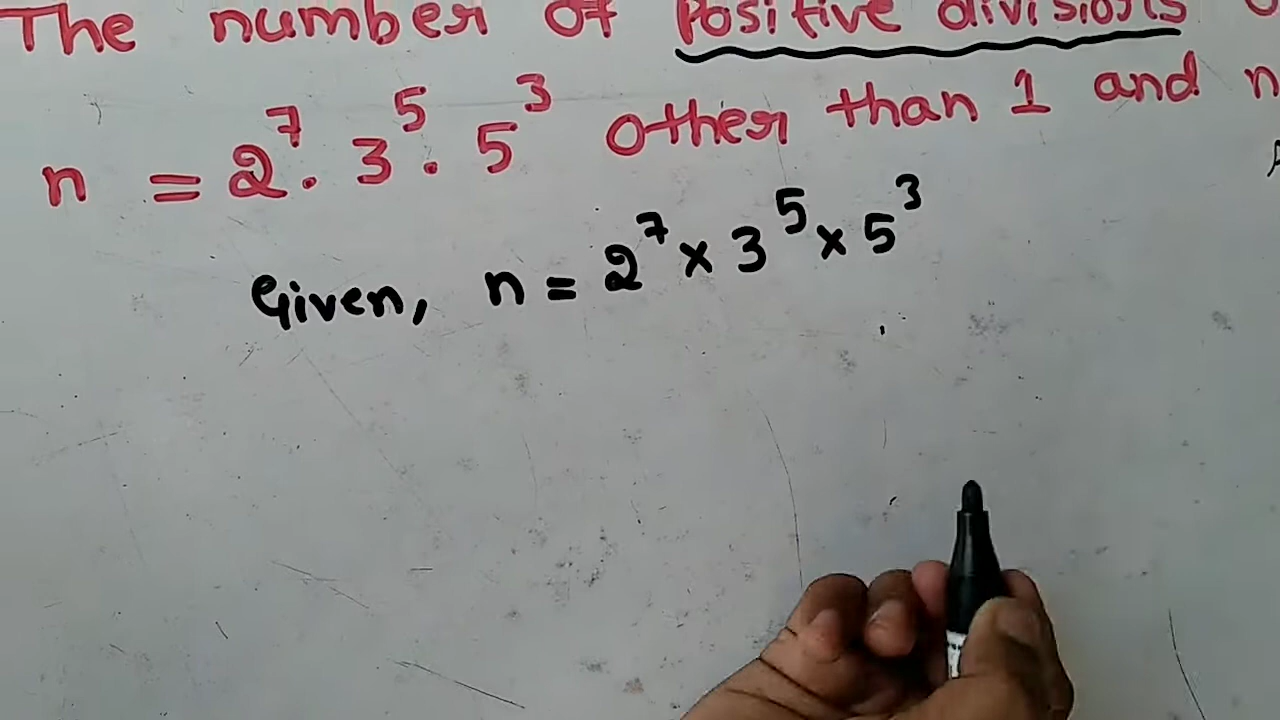 The number of positive divisors
n = 2⁷. 3⁵. 5³ other than 1 and n
Given, n = 2⁷ x 3⁵ x 5³